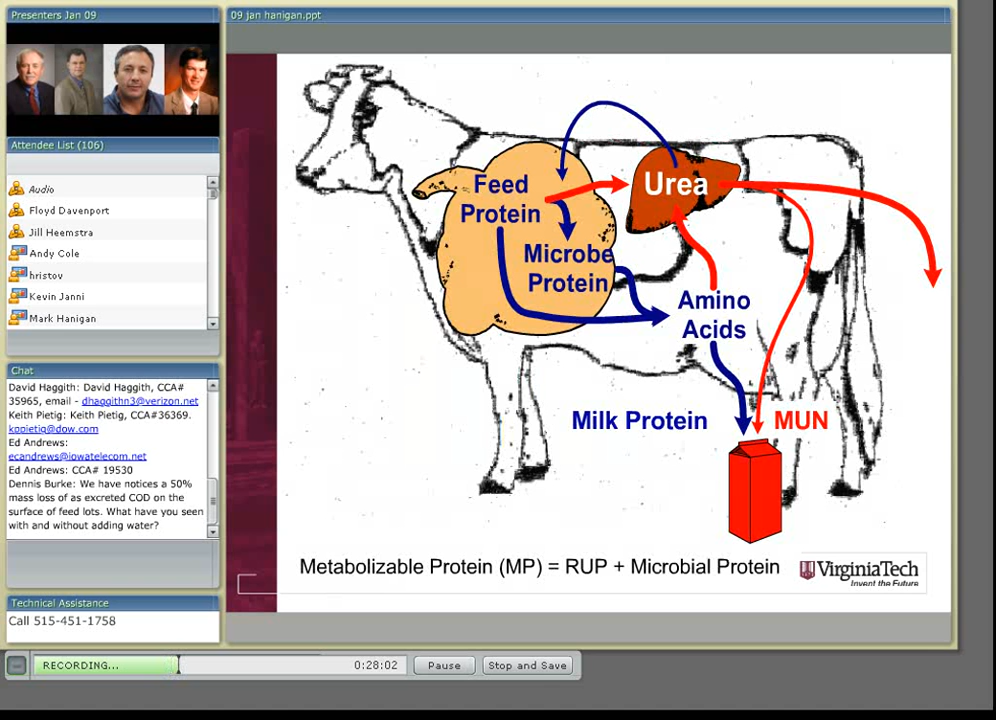 Presenters Jan 09
Attendee List (106)
Audio
Floyd Davenport
Jill Heemstra
Andy Cole
hristov
Kevin Janni
Mark Hanigan
Chat
David Haggith: David Haggith, CCA#
35965, email - dhaggithn3@verizon.net
Keith Pietig: Keith Pietig, CCA#36369.
kppietig@dow.com
Ed Andrews:
ecandrews@iowatelecom.net
Ed Andrews: CCA# 19530
Dennis Burke: We have notices a 50%
mass loss of as excreted COD on the
surface of feed lots. What have you seen
with and without adding water?
Technical Assistance
Call 515-451-1758
09 jan hanigan.ppt
Feed
Protein
Urea
Microbe
Protein
Amino
Acids
Milk Protein
MUN
Metabolizable Protein (MP) = RUP + Microbial Protein
VirginiaTech
Invent the Future
RECORDING...
0:28:02
Pause
Stop and Save